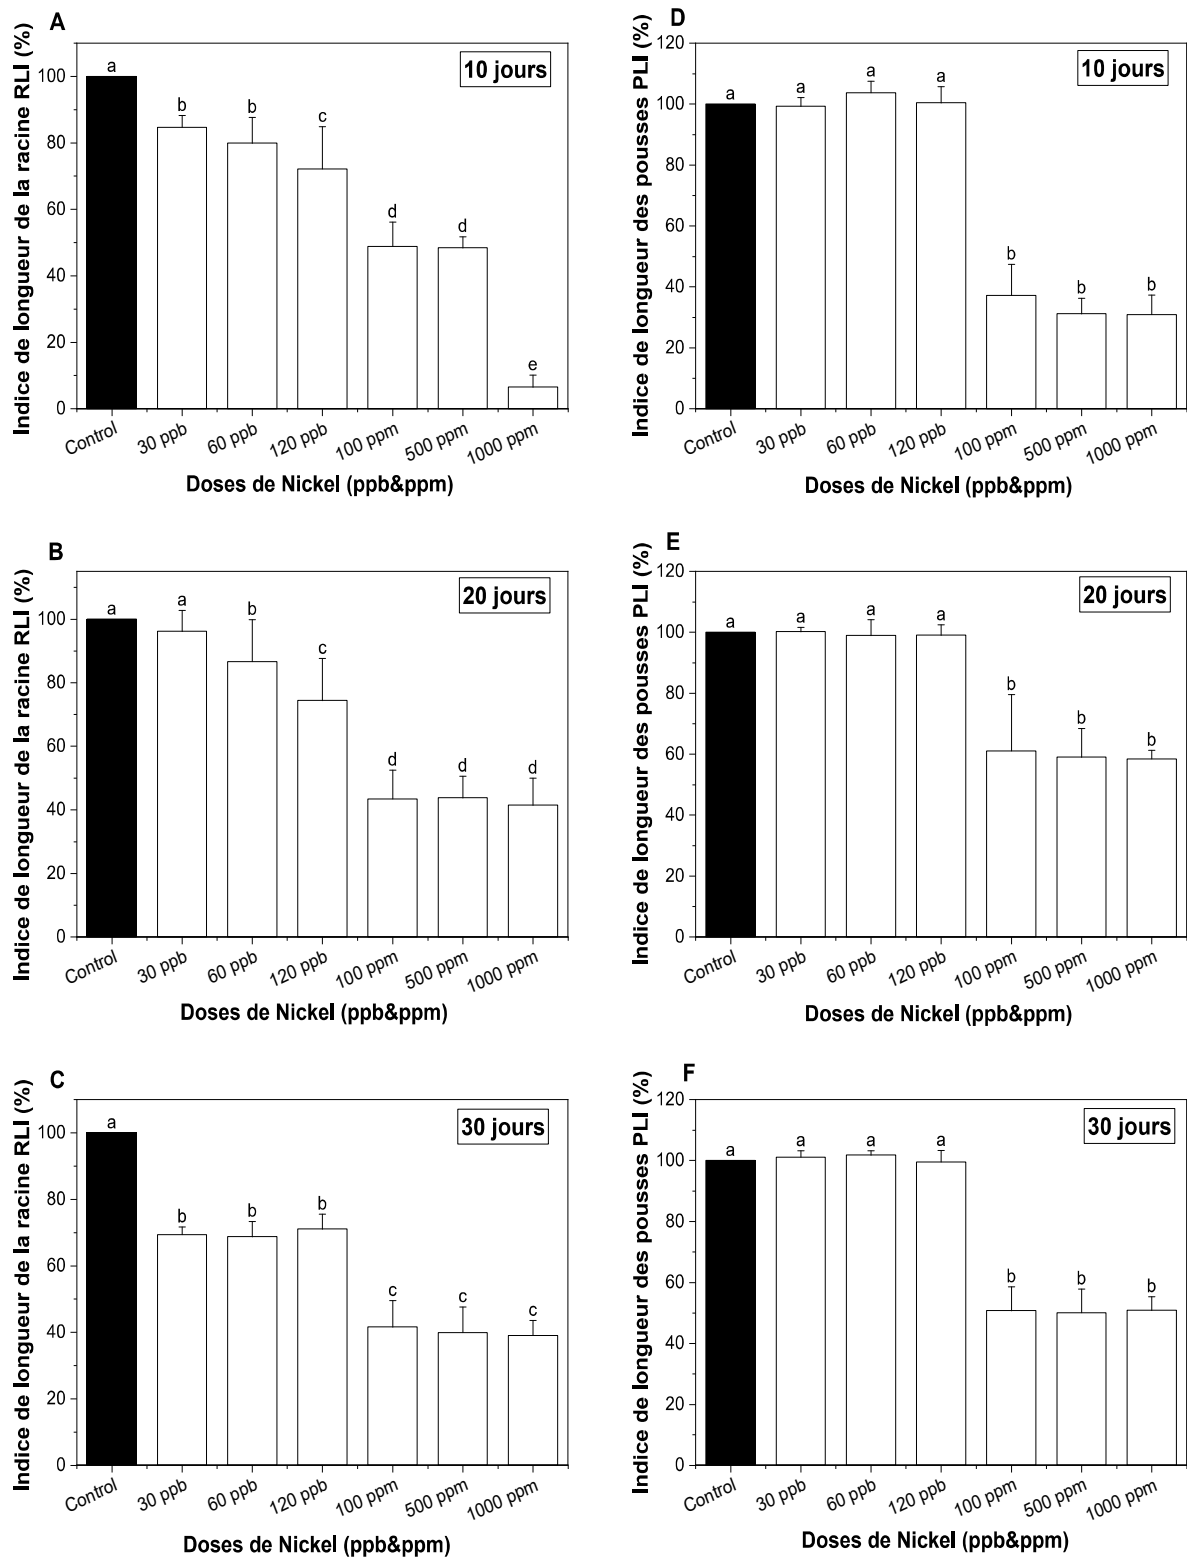 A
Indice de longueur de la racine RLI (%)
10 jours
100
80
60
40
20
0
a
b
b
c
d
d
e
Control
30 ppb
60 ppb
120 ppb
100 ppm
500 ppm
1000 ppm
Doses de Nickel (ppb&ppm)
D
Indice de longueur des pousses PLI (%)
10 jours
120
100
80
60
40
20
0
a
a
a
a
b
b
b
Control
30 ppb
60 ppb
120 ppb
100 ppm
500 ppm
1000 ppm
Doses de Nickel (ppb&ppm)
B
Indice de longueur de la racine RLI (%)
20 jours
100
80
60
40
20
0
a
a
b
c
d
d
d
Control
30 ppb
60 ppb
120 ppb
100 ppm
500 ppm
1000 ppm
Doses de Nickel (ppb&ppm)
E
Indice de longueur des pousses PLI (%)
20 jours
120
100
80
60
40
20
0
a
a
a
a
b
b
b
Control
30 ppb
60 ppb
120 ppb
100 ppm
500 ppm
1000 ppm
Doses de Nickel (ppb&ppm)
C
Indice de longueur de la racine RLI (%)
30 jours
100
80
60
40
20
0
a
b
b
b
c
c
c
Control
30 ppb
60 ppb
120 ppb
100 ppm
500 ppm
1000 ppm
Doses de Nickel (ppb&ppm)
F
Indice de longueur des pousses PLI (%)
30 jours
120
100
80
60
40
20
0
a
a
a
a
b
b
b
Control
30 ppb
60 ppb
120 ppb
100 ppm
500 ppm
1000 ppm
Doses de Nickel (ppb&ppm)